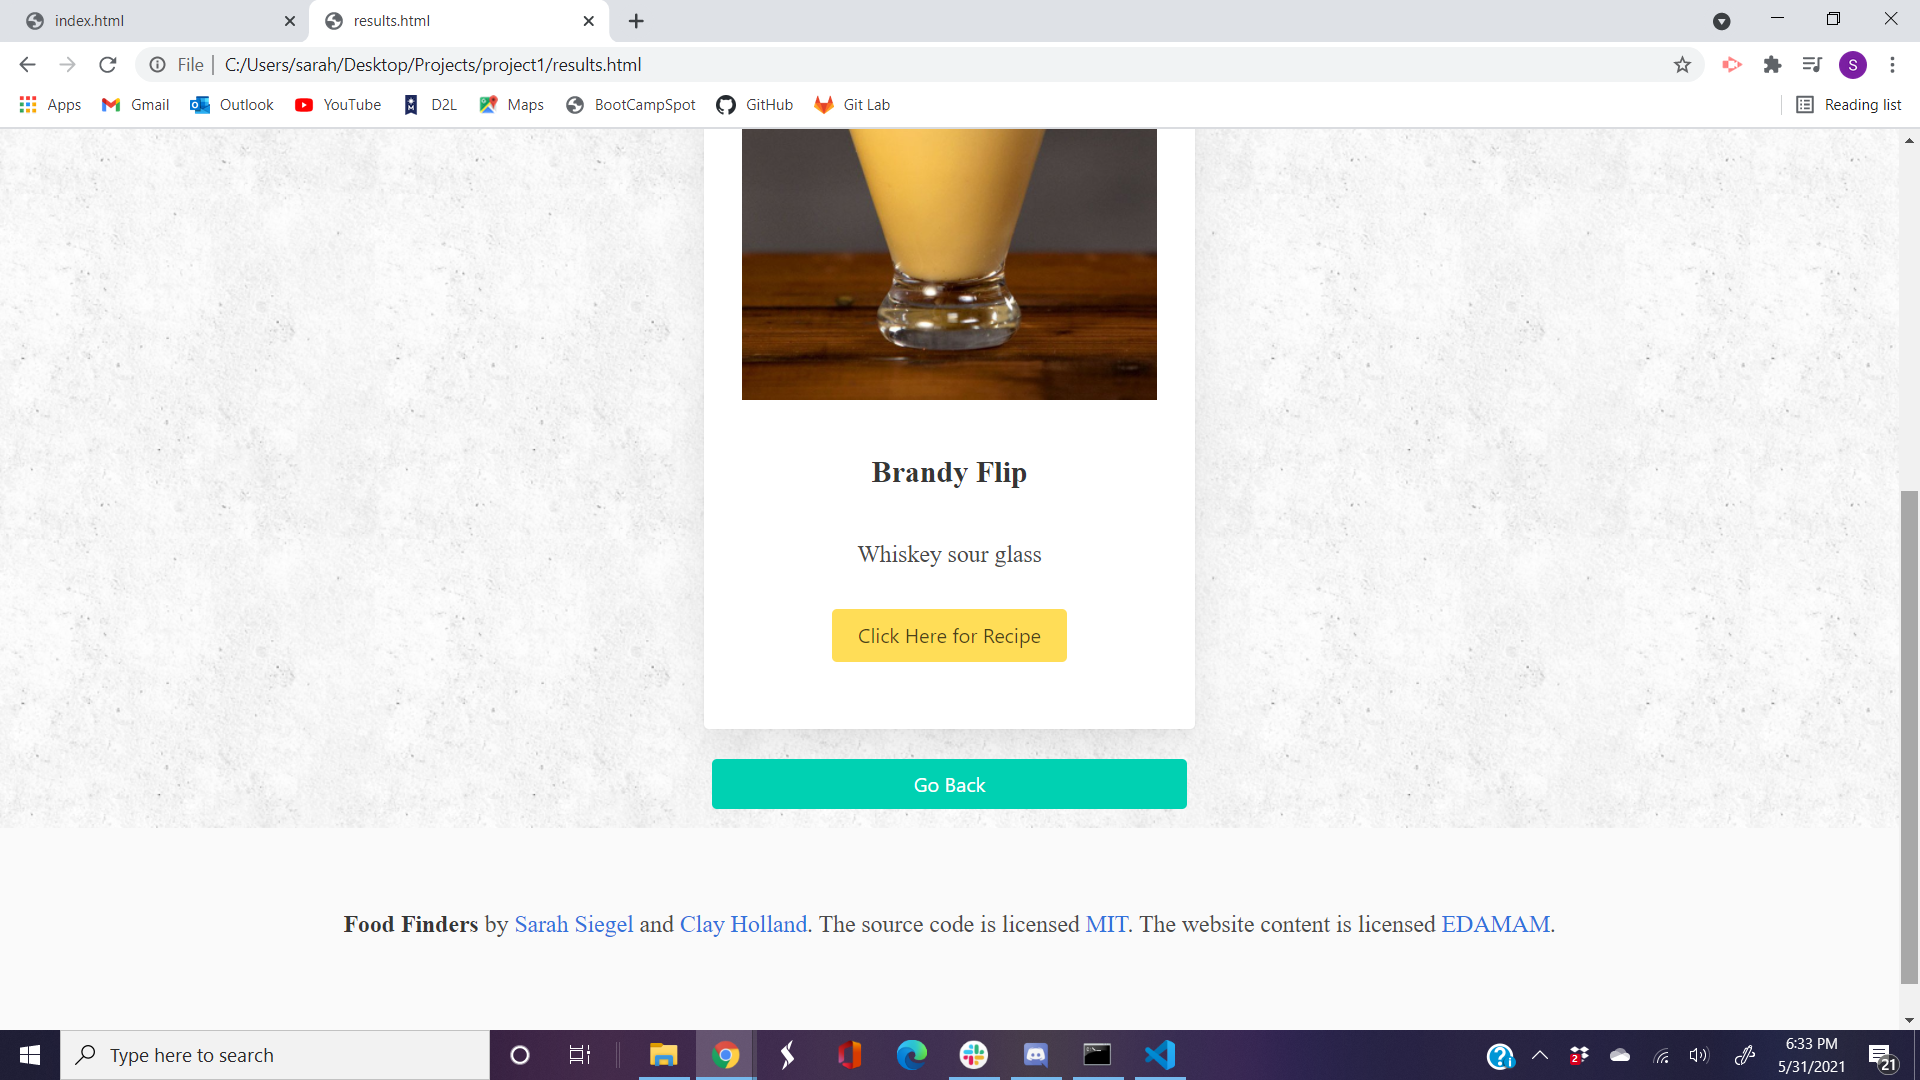 index.html
results.html
File
C:/Users/sarah/Desktop/Projects/project1/results.html
S
Apps
Gmail
Outlook
YouTube
D2L
Maps
BootCampSpot
GitHub
Git Lab
Reading list
Brandy Flip
Whiskey sour glass
Click Here for Recipe
Go Back
Food Finders by Sarah Siegel and Clay Holland. The source code is licensed MIT. The website content is licensed EDAMAM.
Type here to search
2
6:33 PM
5/31/2021
21